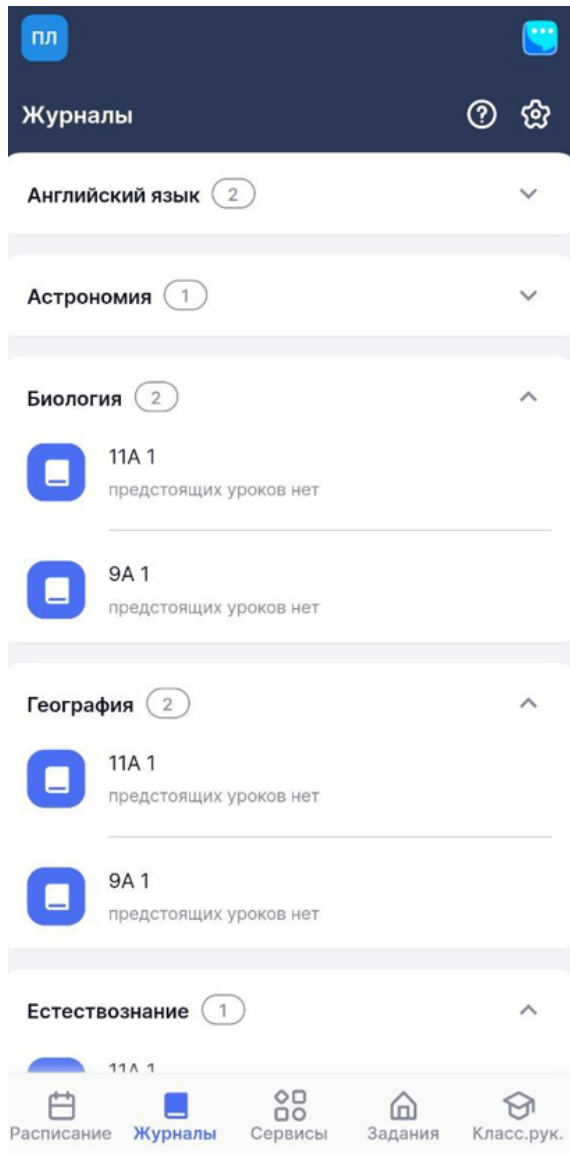 ПЛ
Журналы
Английский язык 2
Астрономия 1
Биология 2
11А 1
предстоящих уроков нет
9А 1
предстоящих уроков нет
География 2
11А 1
предстоящих уроков нет
9А 1
предстоящих уроков нет
Естествознание 1
11А 1
Расписание Журналы Сервисы Задания Класс.рук.